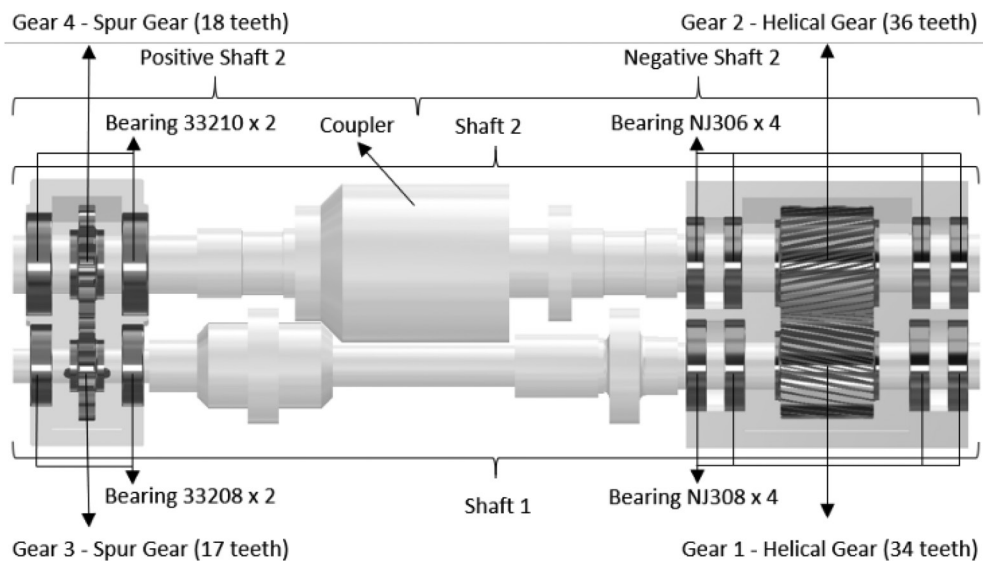 Gear 4 - Spur Gear (18 teeth)
Gear 2 - Helical Gear (36 teeth)
Positive Shaft 2
Negative Shaft 2
Bearing 33210 x 2
Coupler
Shaft 2
Bearing NJ306 x 4
Bearing 33208 x 2
Shaft 1
Bearing NJ308 x 4
Gear 3 - Spur Gear (17 teeth)
Gear 1 - Helical Gear (34 teeth)